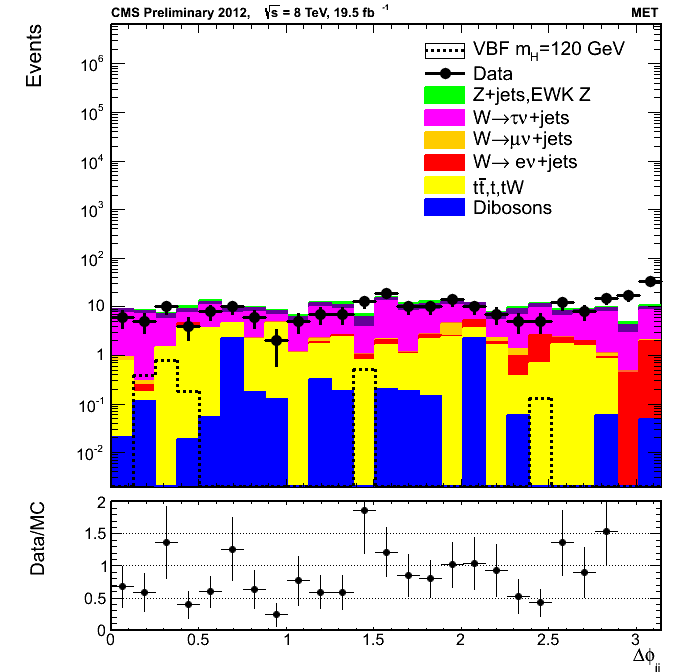 CMS Preliminary 2012, √s = 8 TeV, 19.5 fb⁻¹ MET
Events
10⁶
10⁵
10⁴
10³
10²
10
1
10⁻¹
10⁻²
VBF m_H=120 GeV
Data
Z+jets,EWK Z
W→τν+jets
W→μν+jets
W→ eν+jets
tt̄,t,tW
Dibosons
Data/MC
2
1.5
1
0.5
0
0 0.5 1 1.5 2 2.5 3
Δφ_jj